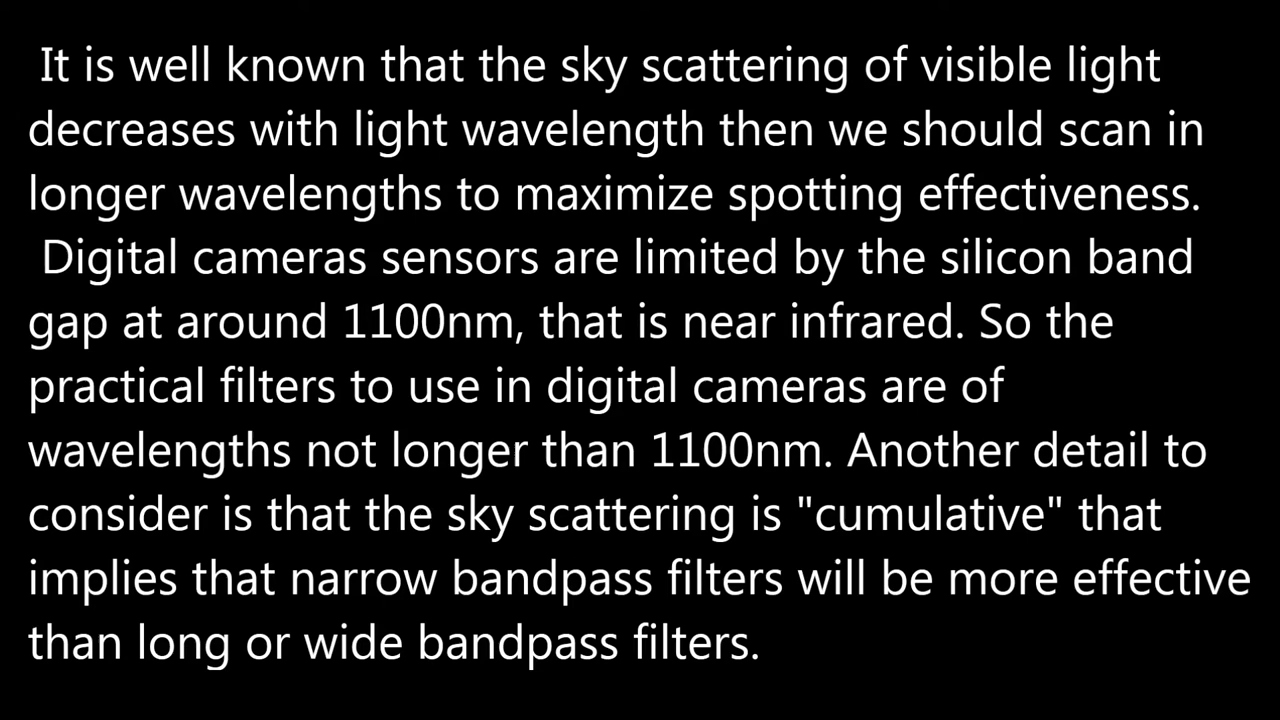 It is well known that the sky scattering of visible light
decreases with light wavelength then we should scan in
longer wavelengths to maximize spotting effectiveness.
Digital cameras sensors are limited by the silicon band
gap at around 1100nm, that is near infrared. So the
practical filters to use in digital cameras are of
wavelengths not longer than 1100nm. Another detail to
consider is that the sky scattering is "cumulative" that
implies that narrow bandpass filters will be more effective
than long or wide bandpass filters.